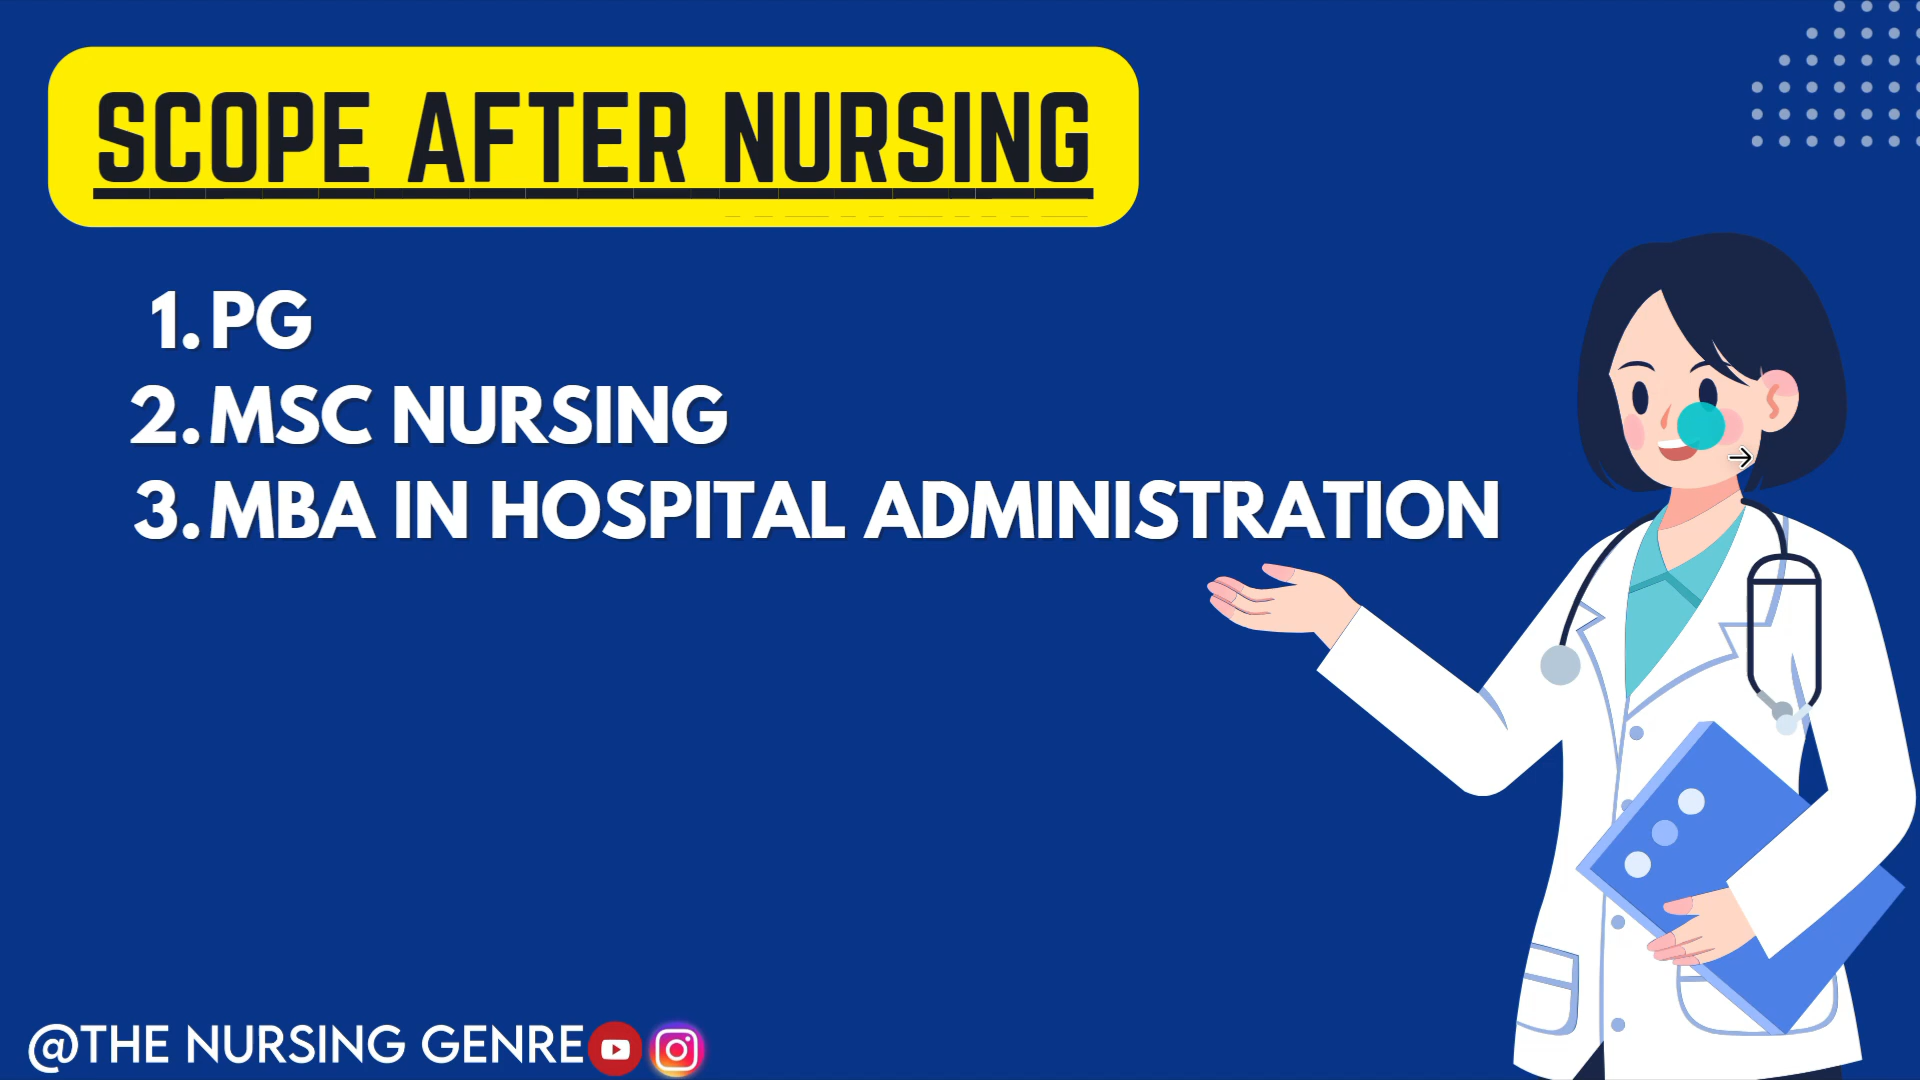 SCOPE AFTER NURSING
1. PG
2. MSC NURSING
3. MBA IN HOSPITAL ADMINISTRATION
@THE NURSING GENRE